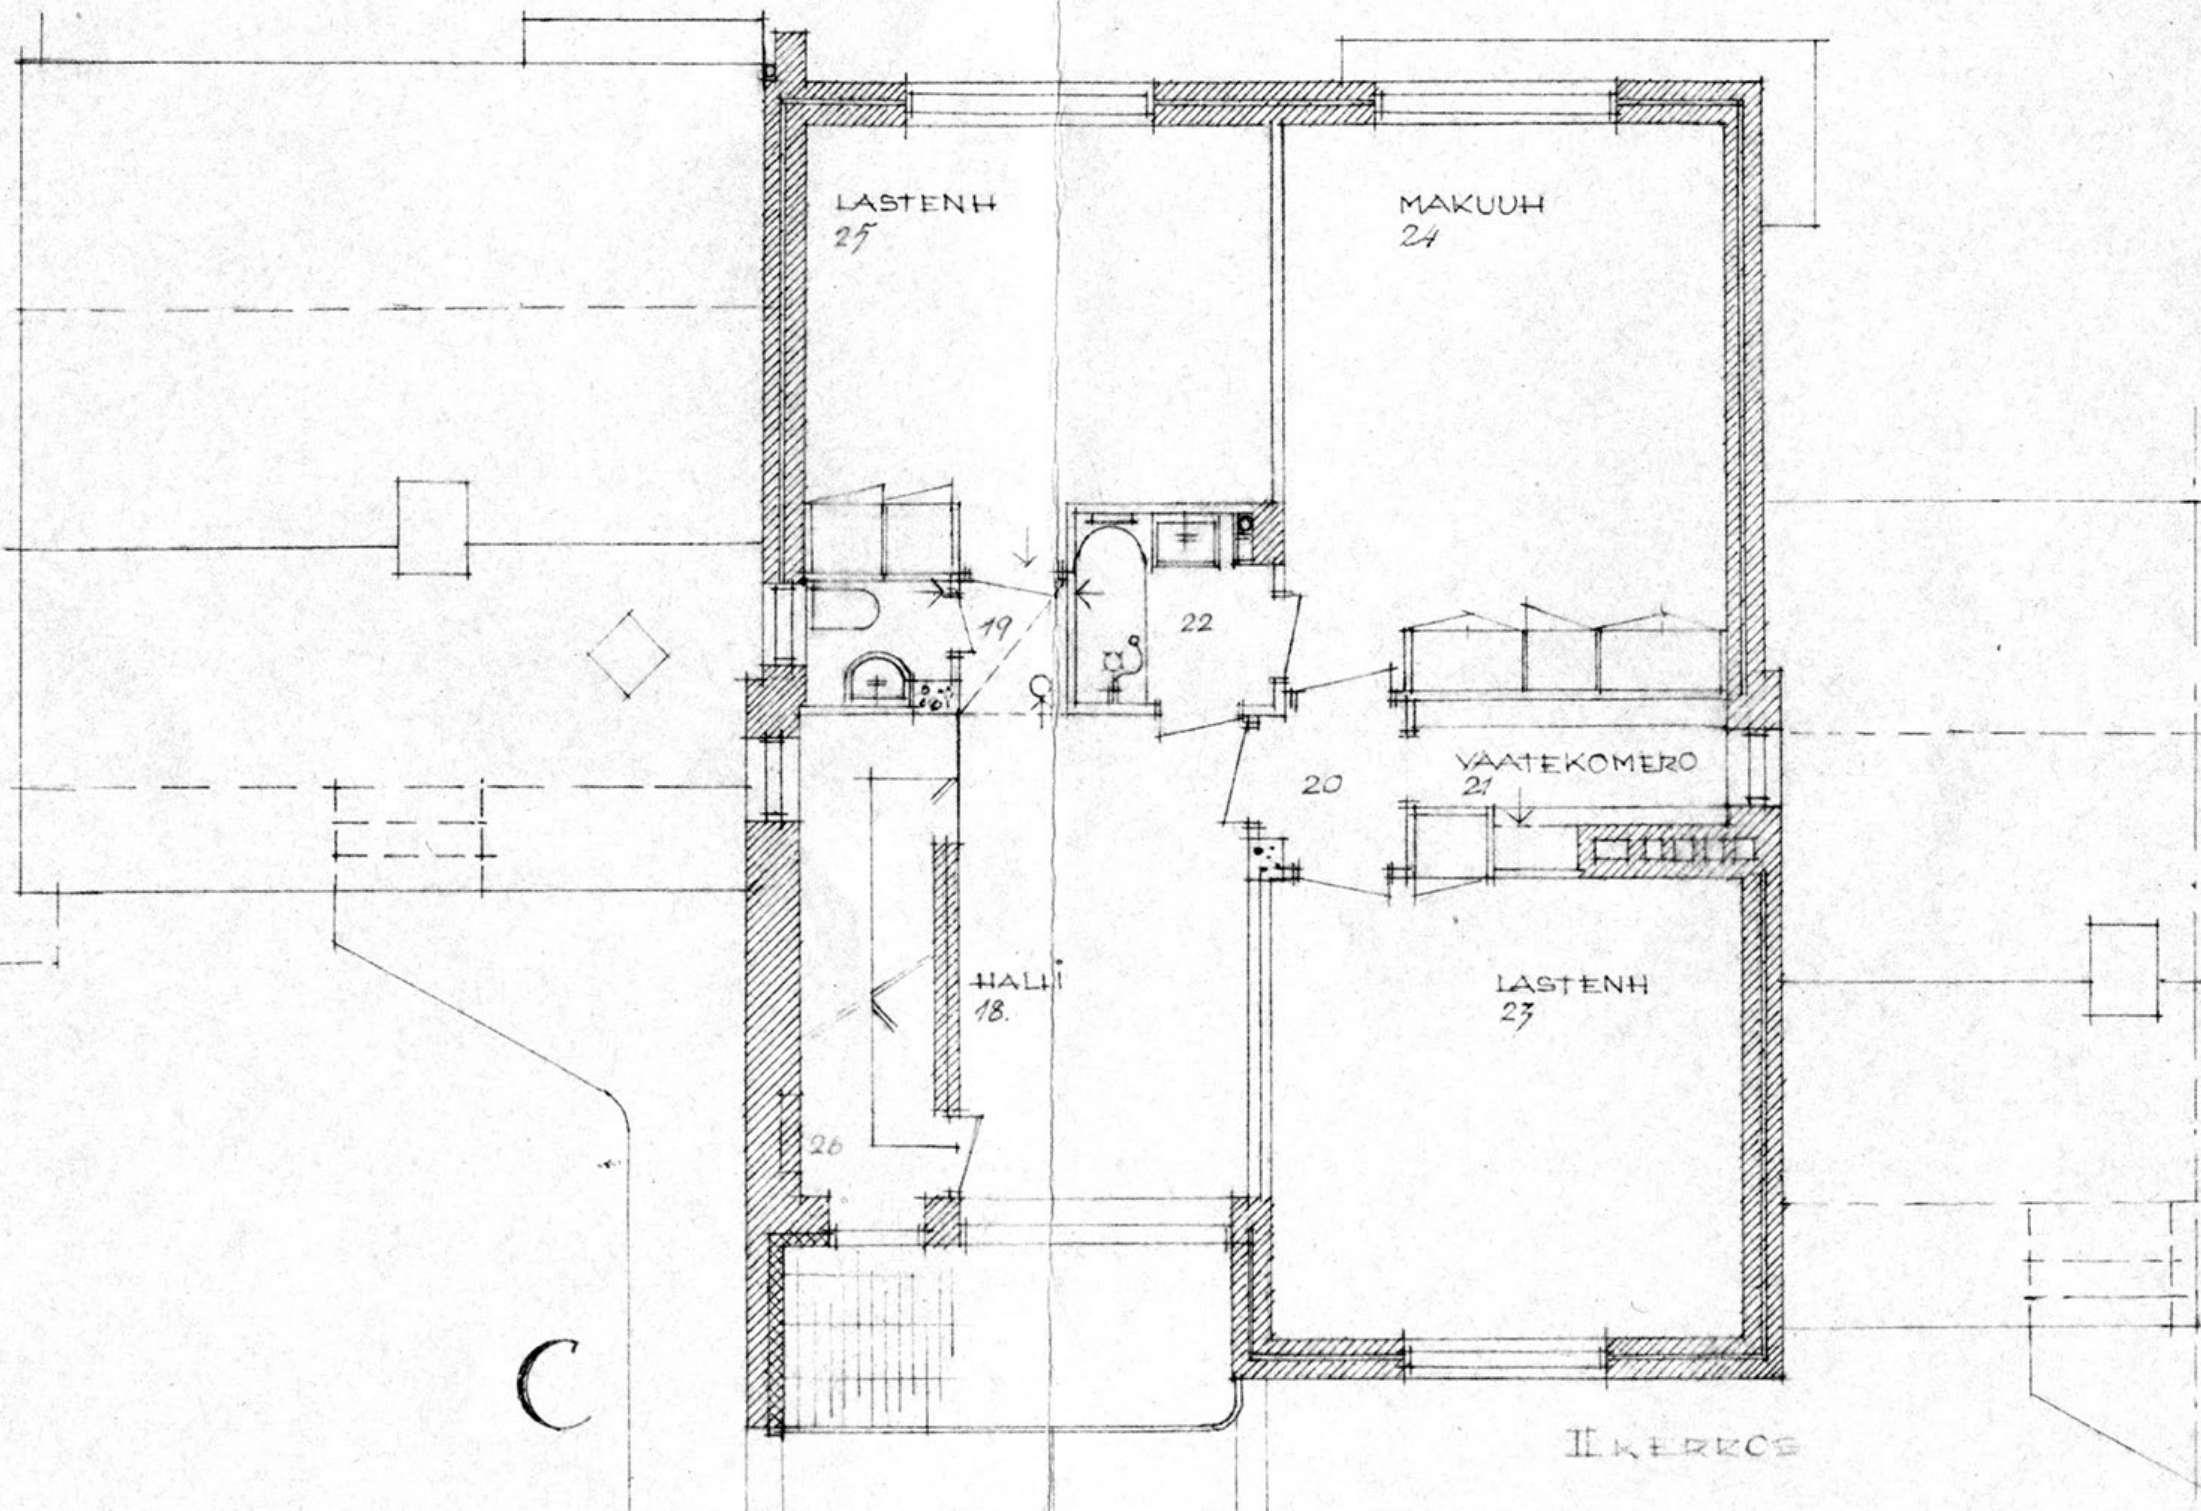 LASTENH
25
MAKUUH
24
19
22
VAATEKOMERO
21
20
HALLI
18.
LASTENH
23
26
C
II KERROS